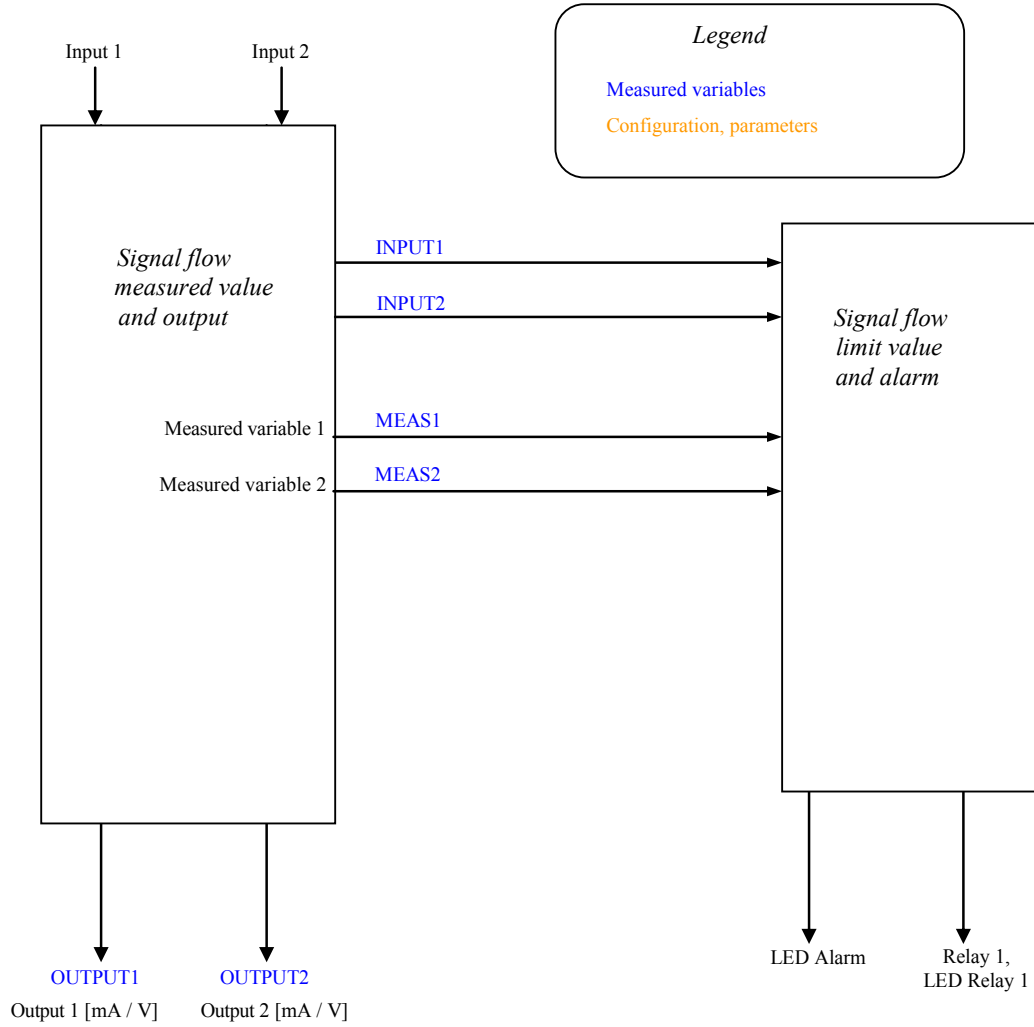 Legend
Measured variables
Configuration, parameters
Input 1
Input 2
Signal flow
measured value
and output
INPUT1
INPUT2
Measured variable 1
MEAS1
Measured variable 2
MEAS2
Signal flow
limit value
and alarm
OUTPUT1
Output 1 [mA / V]
OUTPUT2
Output 2 [mA / V]
LED Alarm
Relay 1,
LED Relay 1